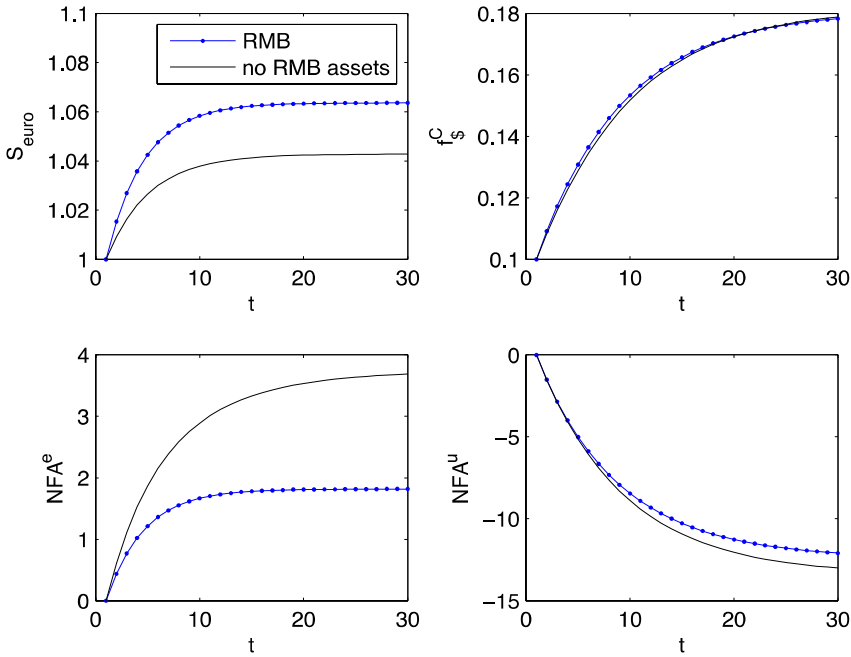 1.1
1.08
1.06
1.04
1.02
1
S_euro
0 10 20 30
t
RMB
no RMB assets
0.18
0.16
0.14
0.12
0.1
f_$^C
0 10 20 30
t
4
3
2
1
0
NFA^e
0 10 20 30
t
0
−5
−10
−15
NFA^u
0 10 20 30
t